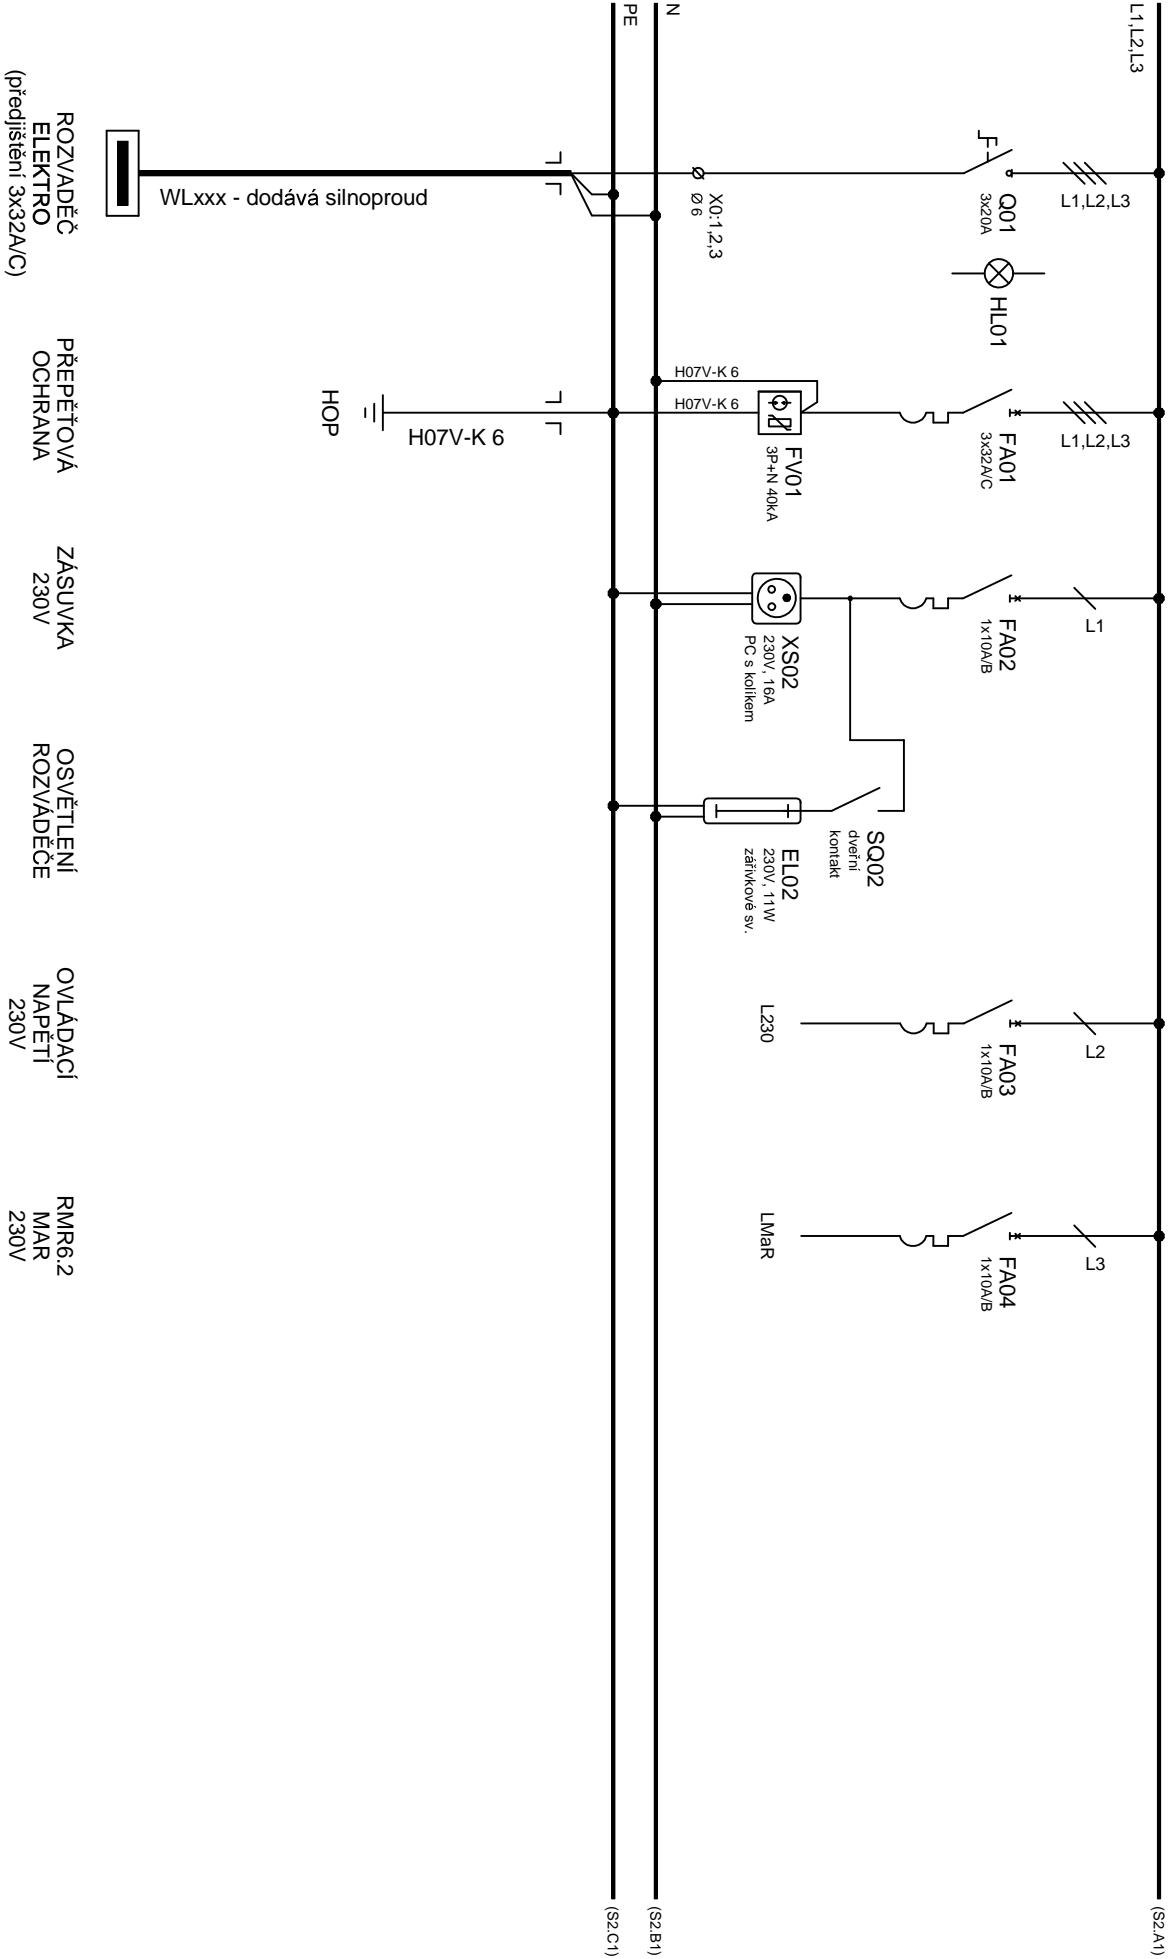 L1,L2,L3
N
PE
(S2.A1)
(S2.B1)
(S2.C1)
L1,L2,L3
Q01
3x20A
HL01
X0:1,2,3
Ø 6
WLxxx - dodává silnoproud
ROZVADĚČ
ELEKTRO
(předjištění 3x32A/C)
L1,L2,L3
FA01
3x32A/C
FV01
3P+N 40kA
H07V-K 6
H07V-K 6
H07V-K 6
HOP
PŘEPĚŤOVÁ
OCHRANA
L1
FA02
1x10A/B
XS02
230V, 16A
PC s kolíkem
ZÁSUVKA
230V
SQ02
dveřní
kontakt
EL02
230V, 11W
zářivkové sv.
OSVĚTLENÍ
ROZVÁDĚČE
L2
FA03
1x10A/B
L230
OVLÁDACÍ
NAPĚTÍ
230V
L3
FA04
1x10A/B
LMaR
RMR6.2
MAR
230V